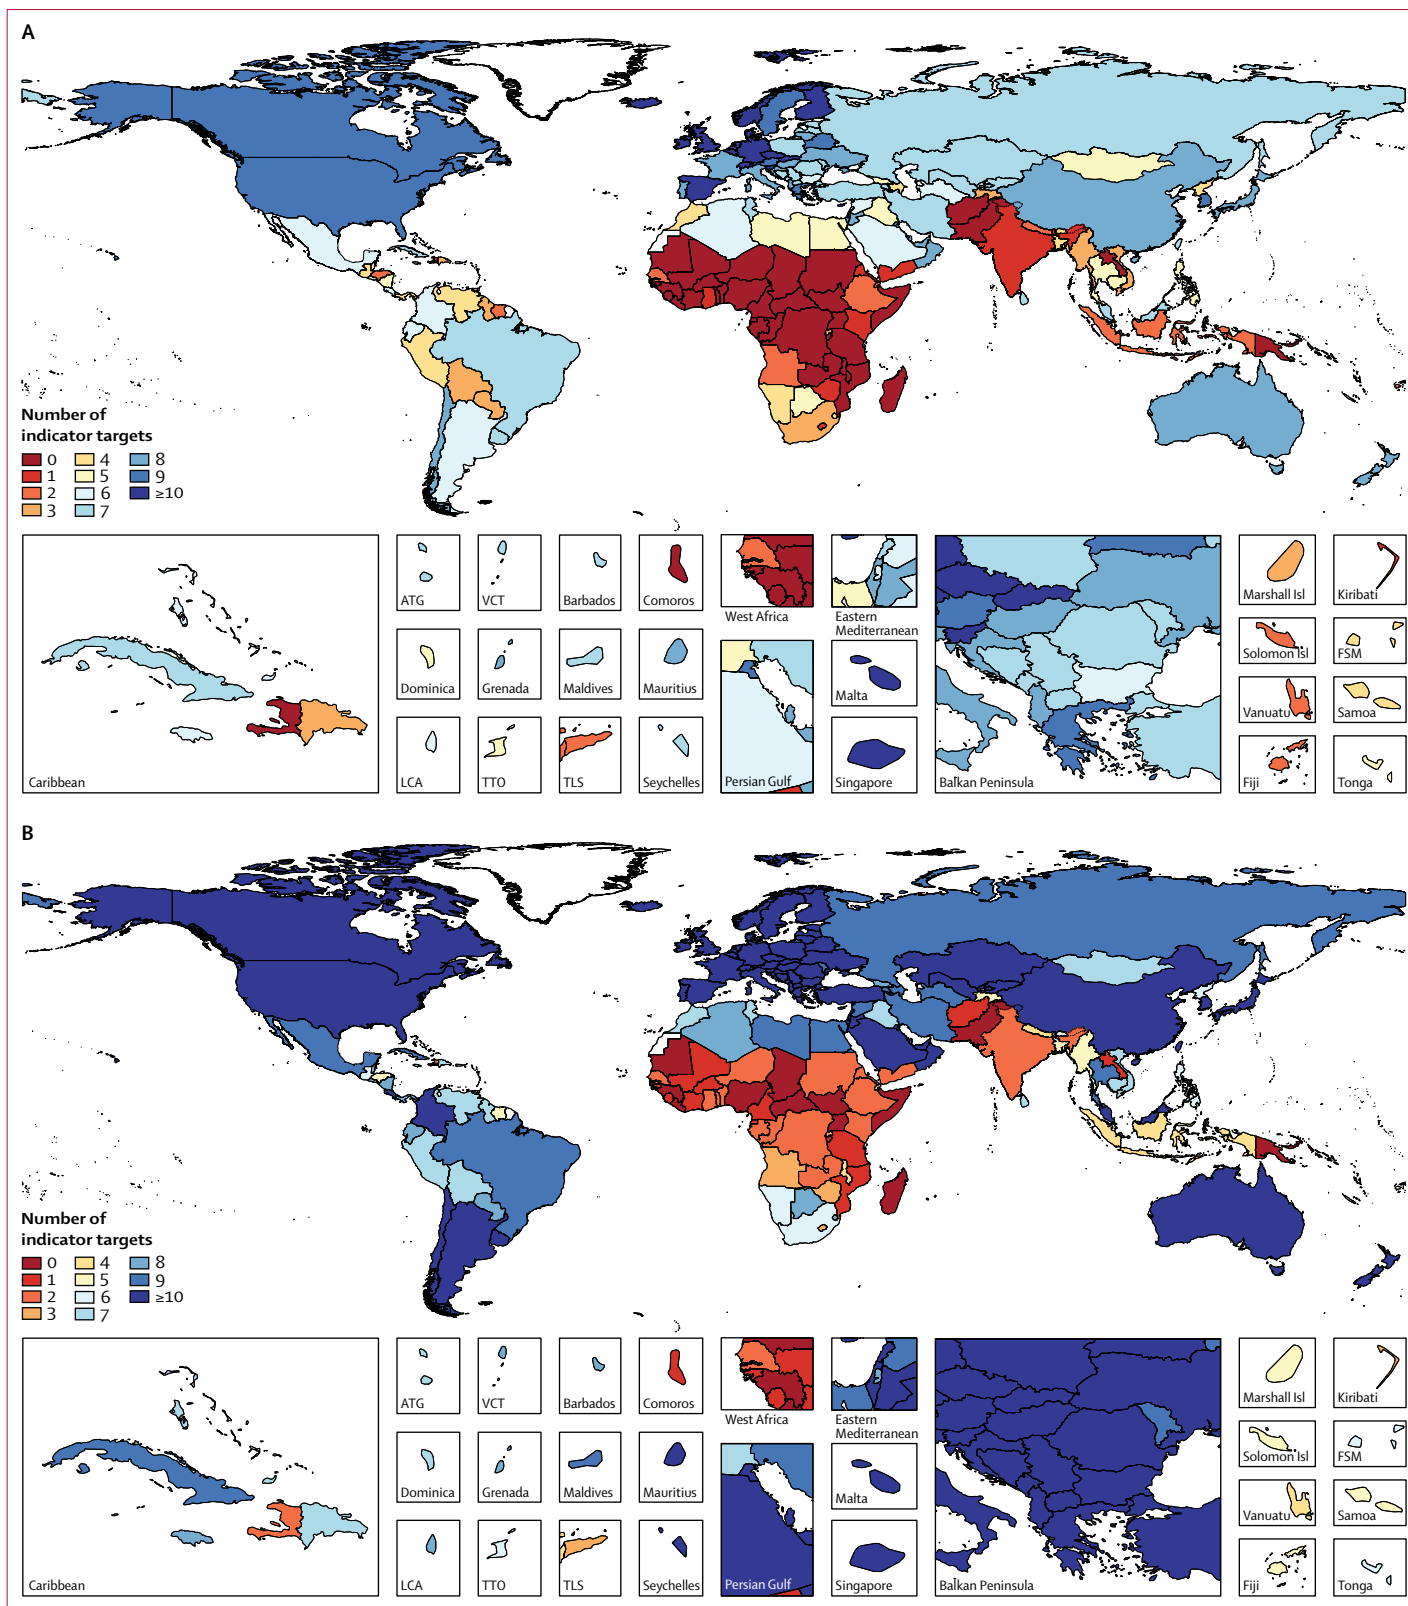 A
Number of
indicator targets
0 4 8
1 5 9
2 6 ≥10
3 7
ATG
VCT
Barbados
Comoros
West Africa
Eastern
Mediterranean
Marshall Isl
Kiribati
Dominica
Grenada
Maldives
Mauritius
Malta
Solomon Isl
FSM
Vanuatu
Samoa
Caribbean
LCA
TTO
TLS
Seychelles
Persian Gulf
Singapore
Balkan Peninsula
Fiji
Tonga
B
Number of
indicator targets
0 4 8
1 5 9
2 6 ≥10
3 7
ATG
VCT
Barbados
Comoros
West Africa
Eastern
Mediterranean
Marshall Isl
Kiribati
Dominica
Grenada
Maldives
Mauritius
Malta
Solomon Isl
FSM
Vanuatu
Samoa
Caribbean
LCA
TTO
TLS
Seychelles
Persian Gulf
Singapore
Balkan Peninsula
Fiji
Tonga